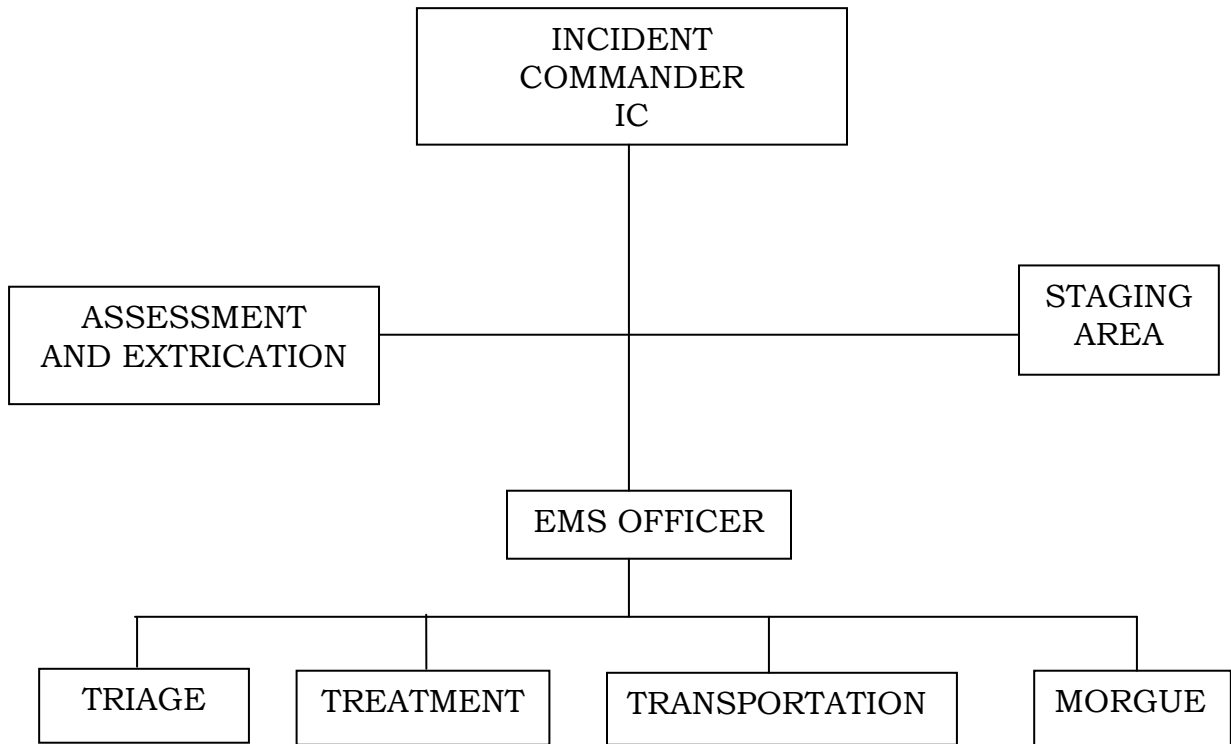 INCIDENT
COMMANDER
IC
ASSESSMENT
AND EXTRICATION
STAGING
AREA
EMS OFFICER
TRIAGE
TREATMENT
TRANSPORTATION
MORGUE